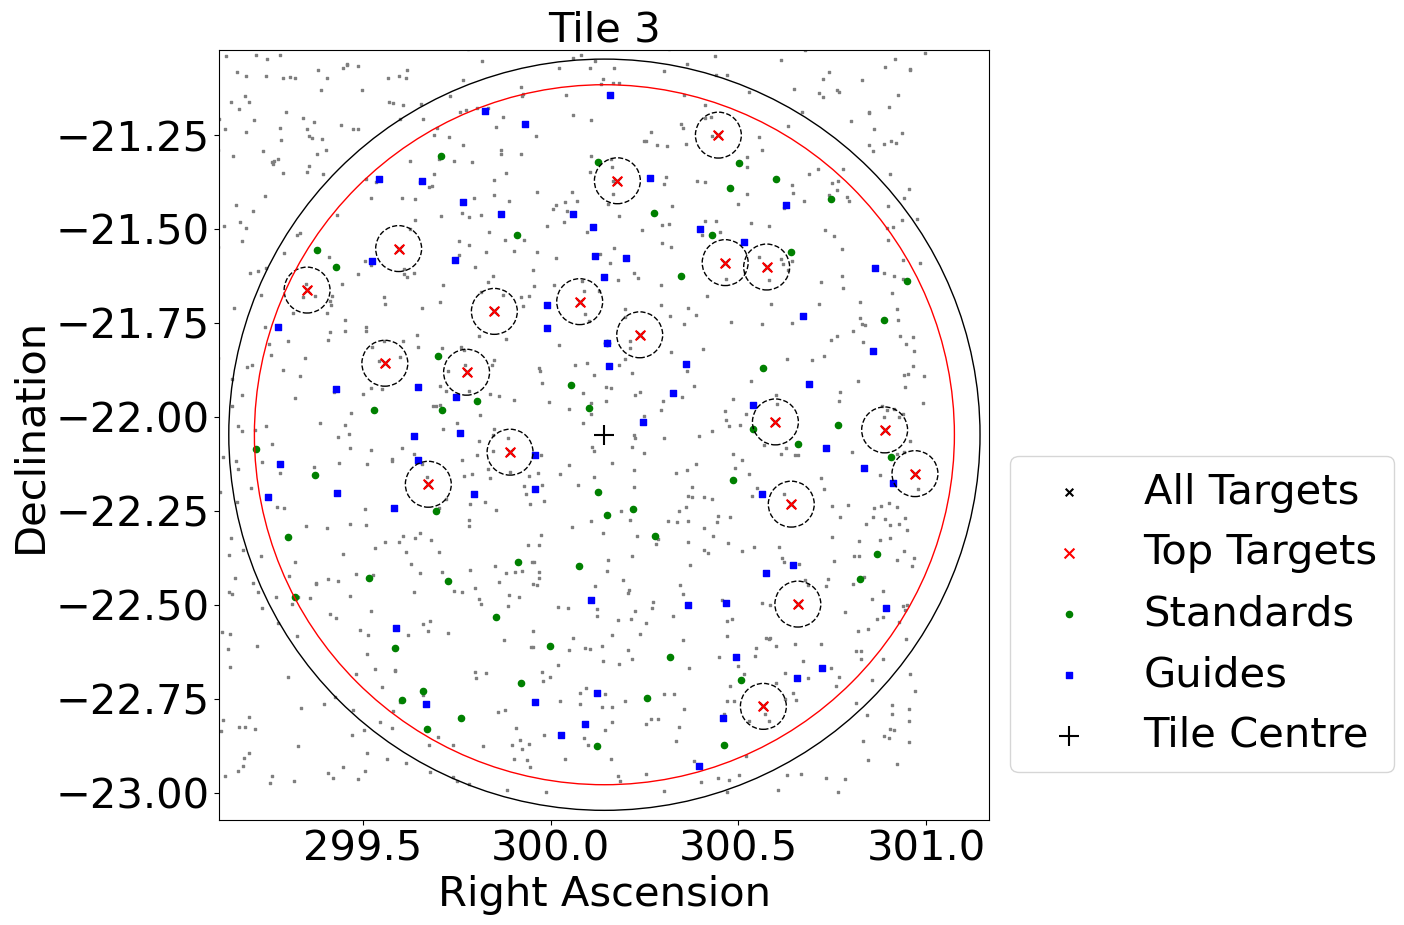 Tile 3
−21.25
−21.50
−21.75
−22.00
−22.25
−22.50
−22.75
−23.00
Declination
299.5 300.0 300.5 301.0
Right Ascension
All Targets
Top Targets
Standards
Guides
Tile Centre